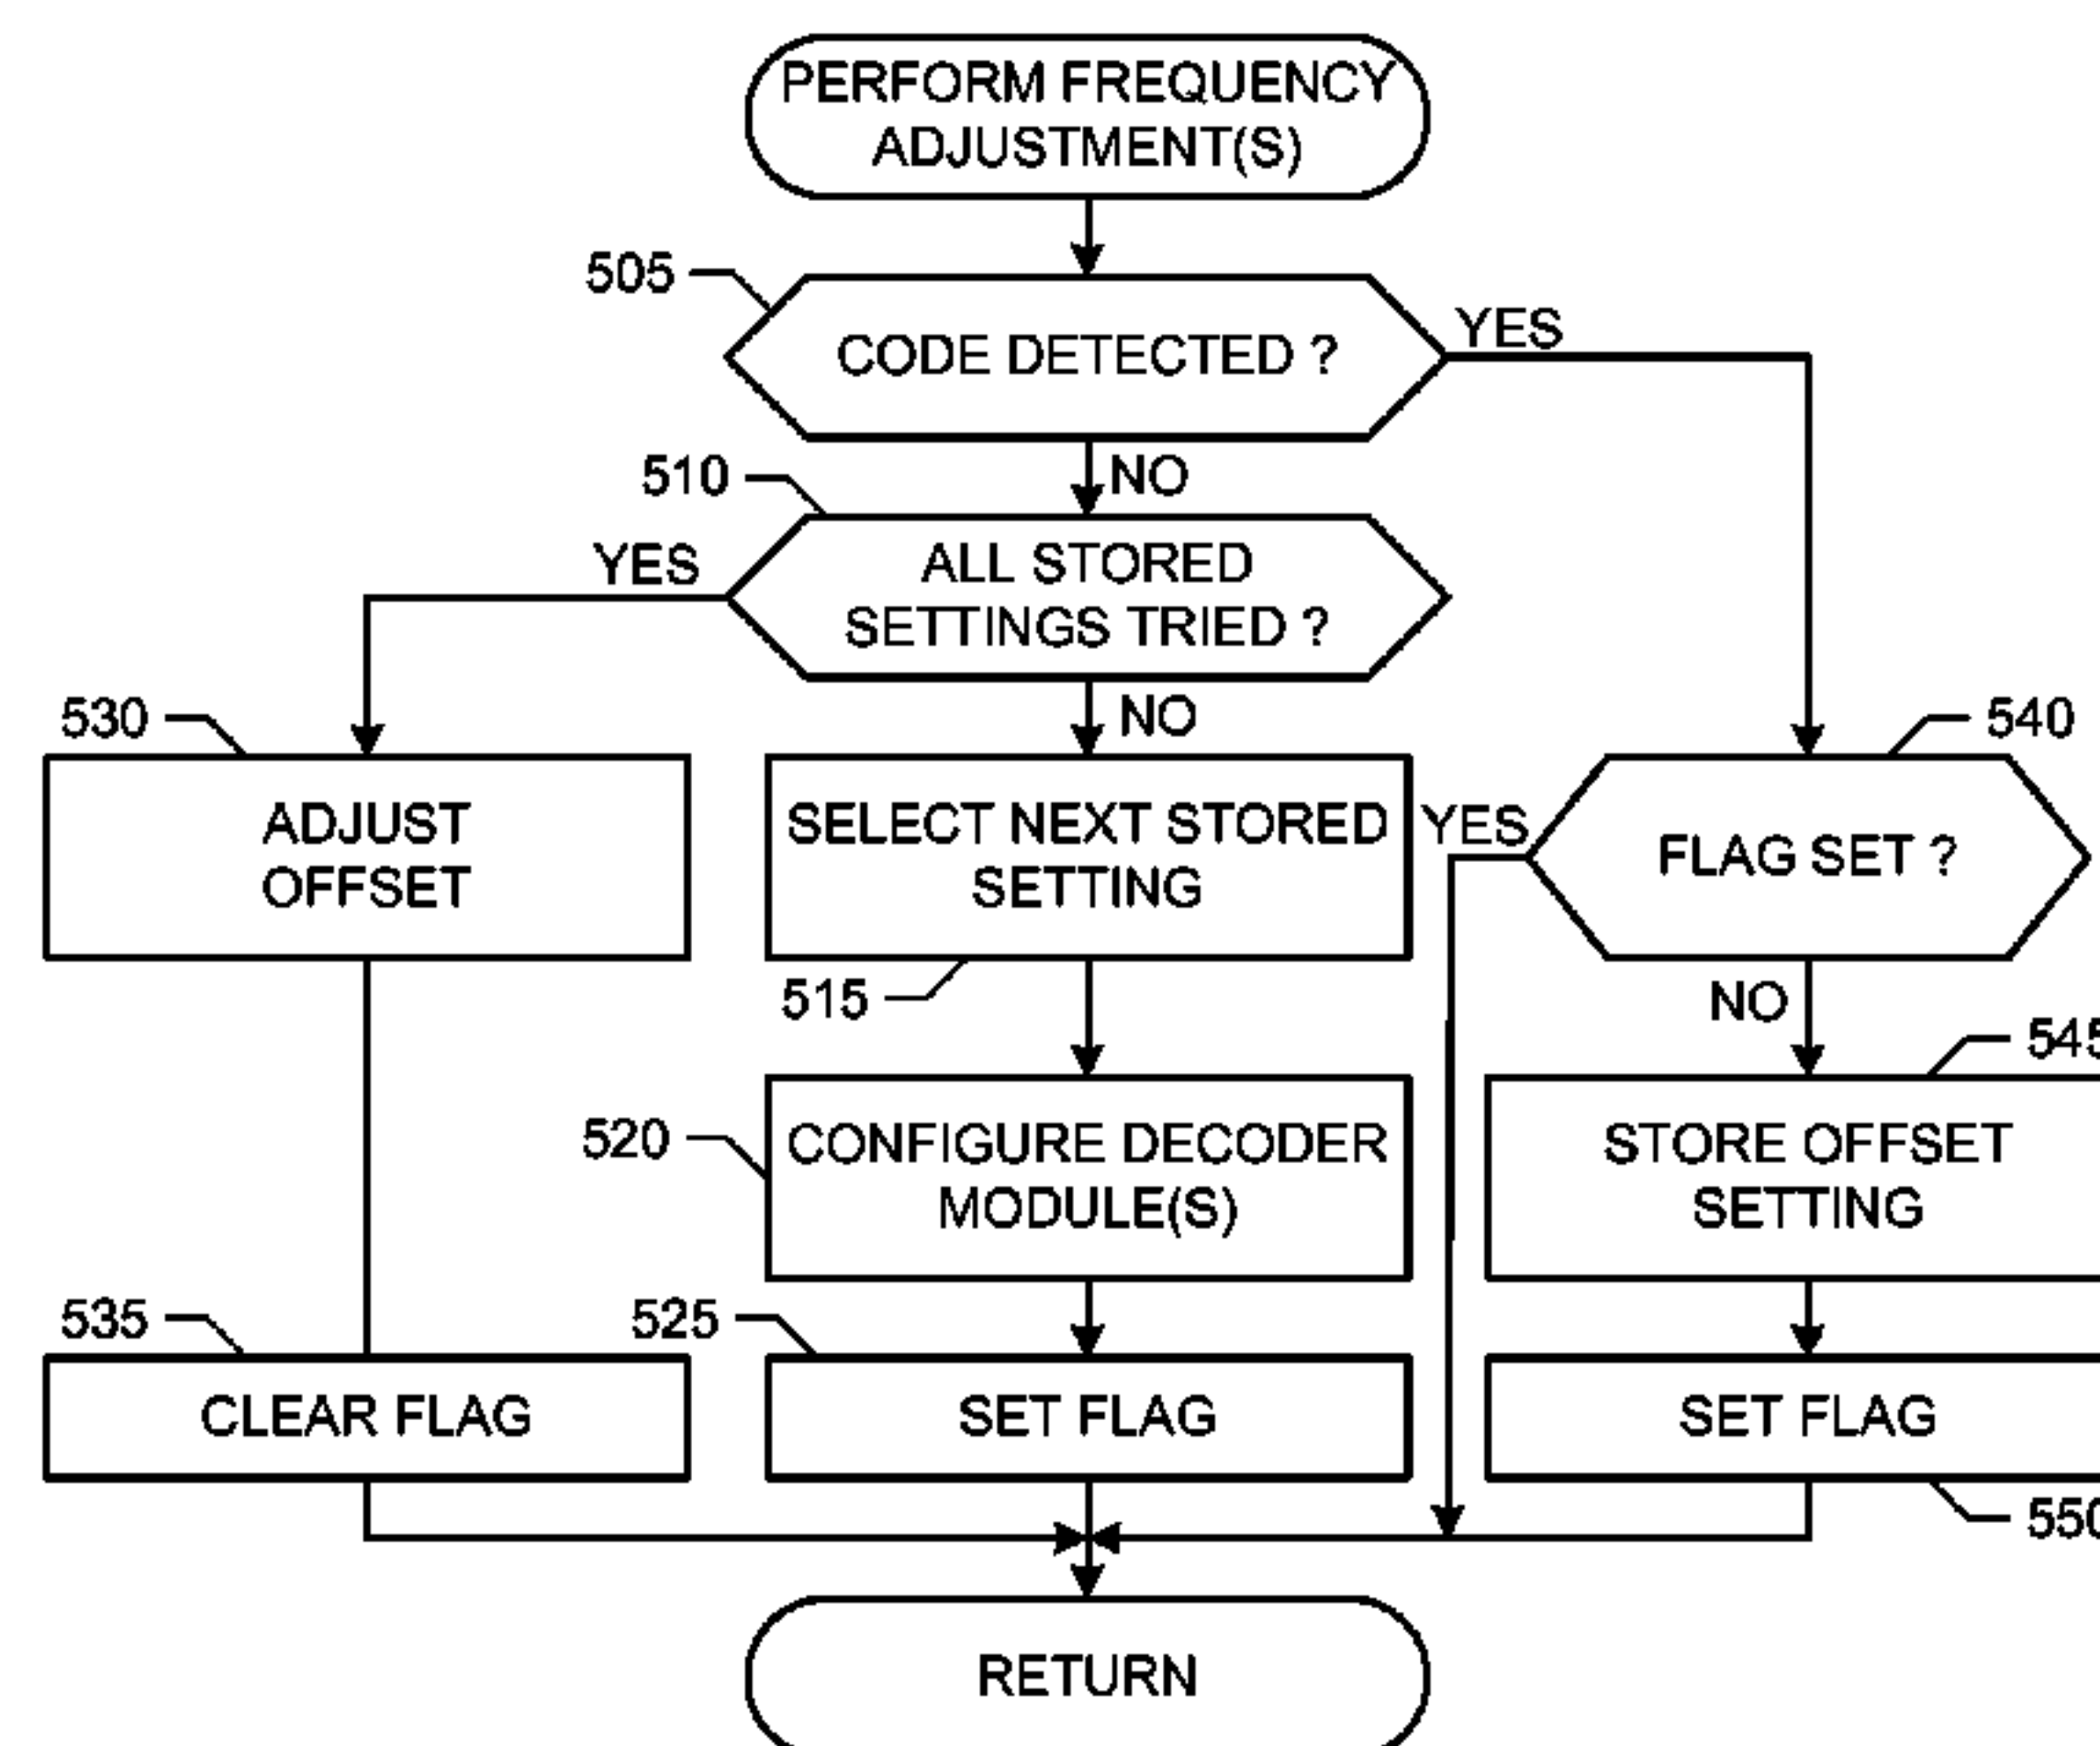 PERFORM FREQUENCY
ADJUSTMENT(S)
505
CODE DETECTED ?
YES
NO
510
ALL STORED
SETTINGS TRIED ?
YES
NO
530
ADJUST
OFFSET
SELECT NEXT STORED
SETTING
515
540
FLAG SET ?
YES
NO
520
CONFIGURE DECODER
MODULE(S)
545
STORE OFFSET
SETTING
535
CLEAR FLAG
525
SET FLAG
SET FLAG
550
RETURN